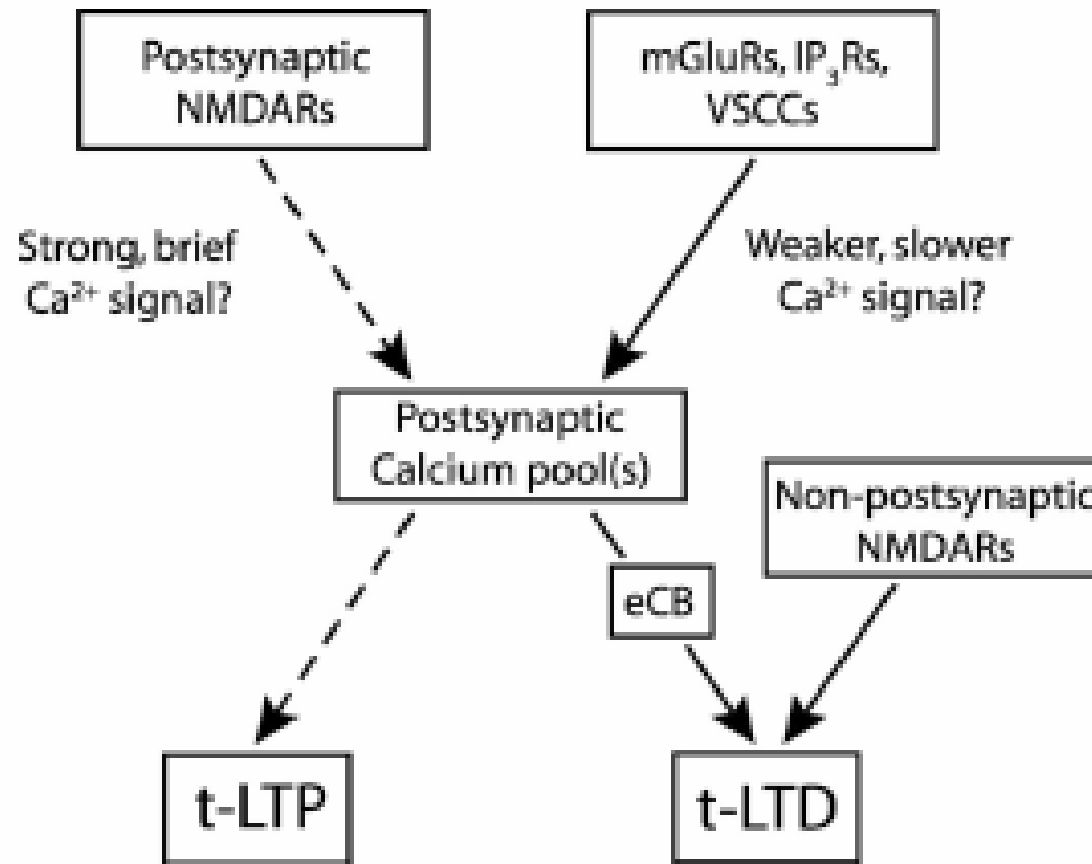 Postsynaptic
NMDARs
mGluRs, IP₃Rs,
VSCCs
Strong, brief
Ca²⁺ signal?
Weaker, slower
Ca²⁺ signal?
Postsynaptic
Calcium pool(s)
Non-postsynaptic
NMDARs
eCB
t-LTP
t-LTD